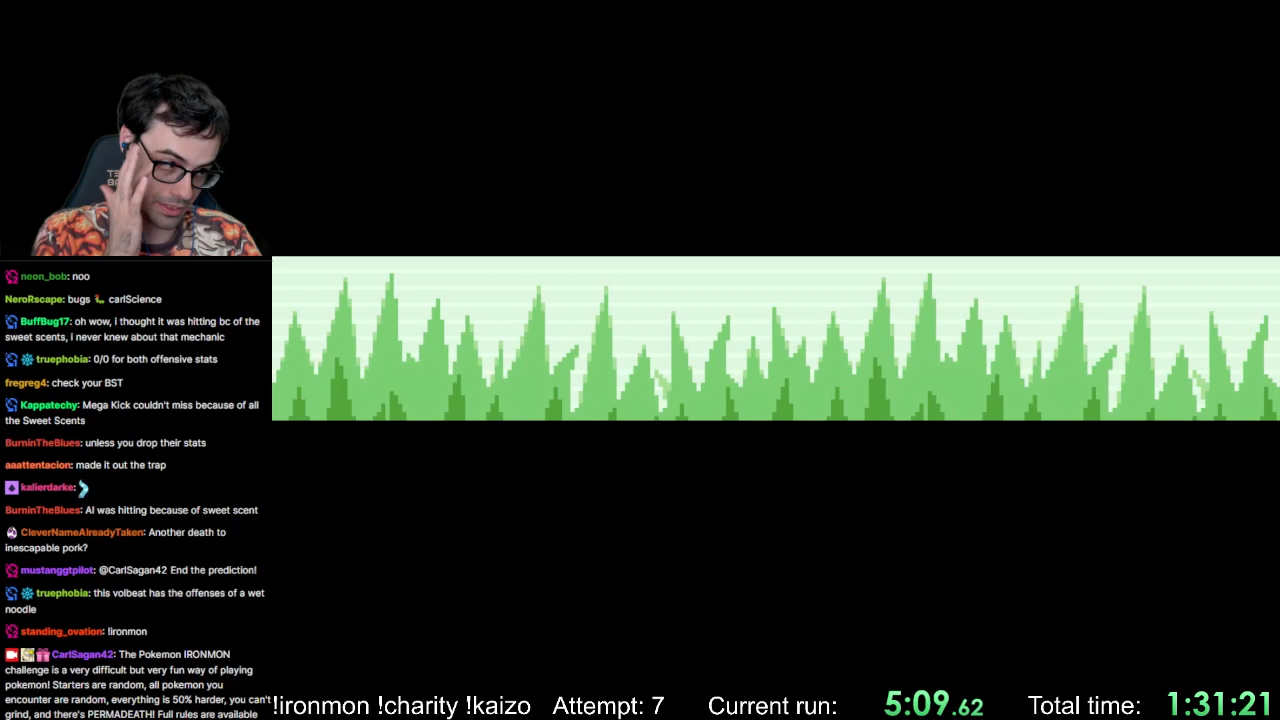 neon_bob: noo
NeroRscape: bugs 🐛 carlScience
BuffBug17: oh wow, i thought it was hitting bc of the
sweet scents, i never knew about that mechanic
truephobia: 0/0 for both offensive stats
fregreg4: check your BST
Kappatechy: Mega Kick couldn't miss because of all
the Sweet Scents
BurninTheBlues: unless you drop their stats
aaattentacion: made it out the trap
kalierdarke:
BurninTheBlues: AI was hitting because of sweet scent
CleverNameAlreadyTaken: Another death to
inescapable pork?
mustanggtpilot: @CarlSagan42 End the prediction!
truephobia: this volbeat has the offenses of a wet
noodle
standing_ovation: !ironmon
CarlSagan42: The Pokemon IRONMON
challenge is a very difficult but very fun way of playing
pokemon! Starters are random, all pokemon you
encounter are random, everything is 50% harder, you can't
grind, and there's PERMADEATH! Full rules are available
!ironmon !charity !kaizo Attempt: 7 Current run: 5:09.62 Total time: 1:31:21